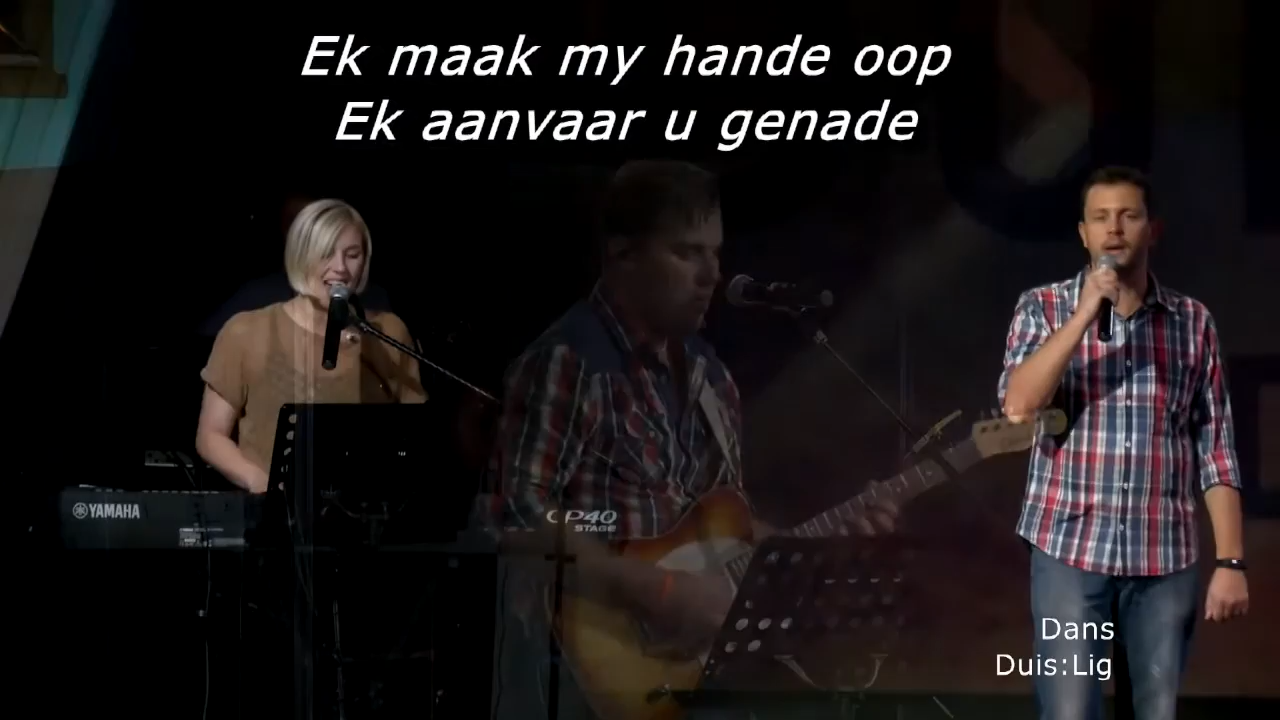 Ek maak my hande oop
Ek aanvaar u genade
YAMAHA
CP40
STAGE
Dans
Duis:Lig